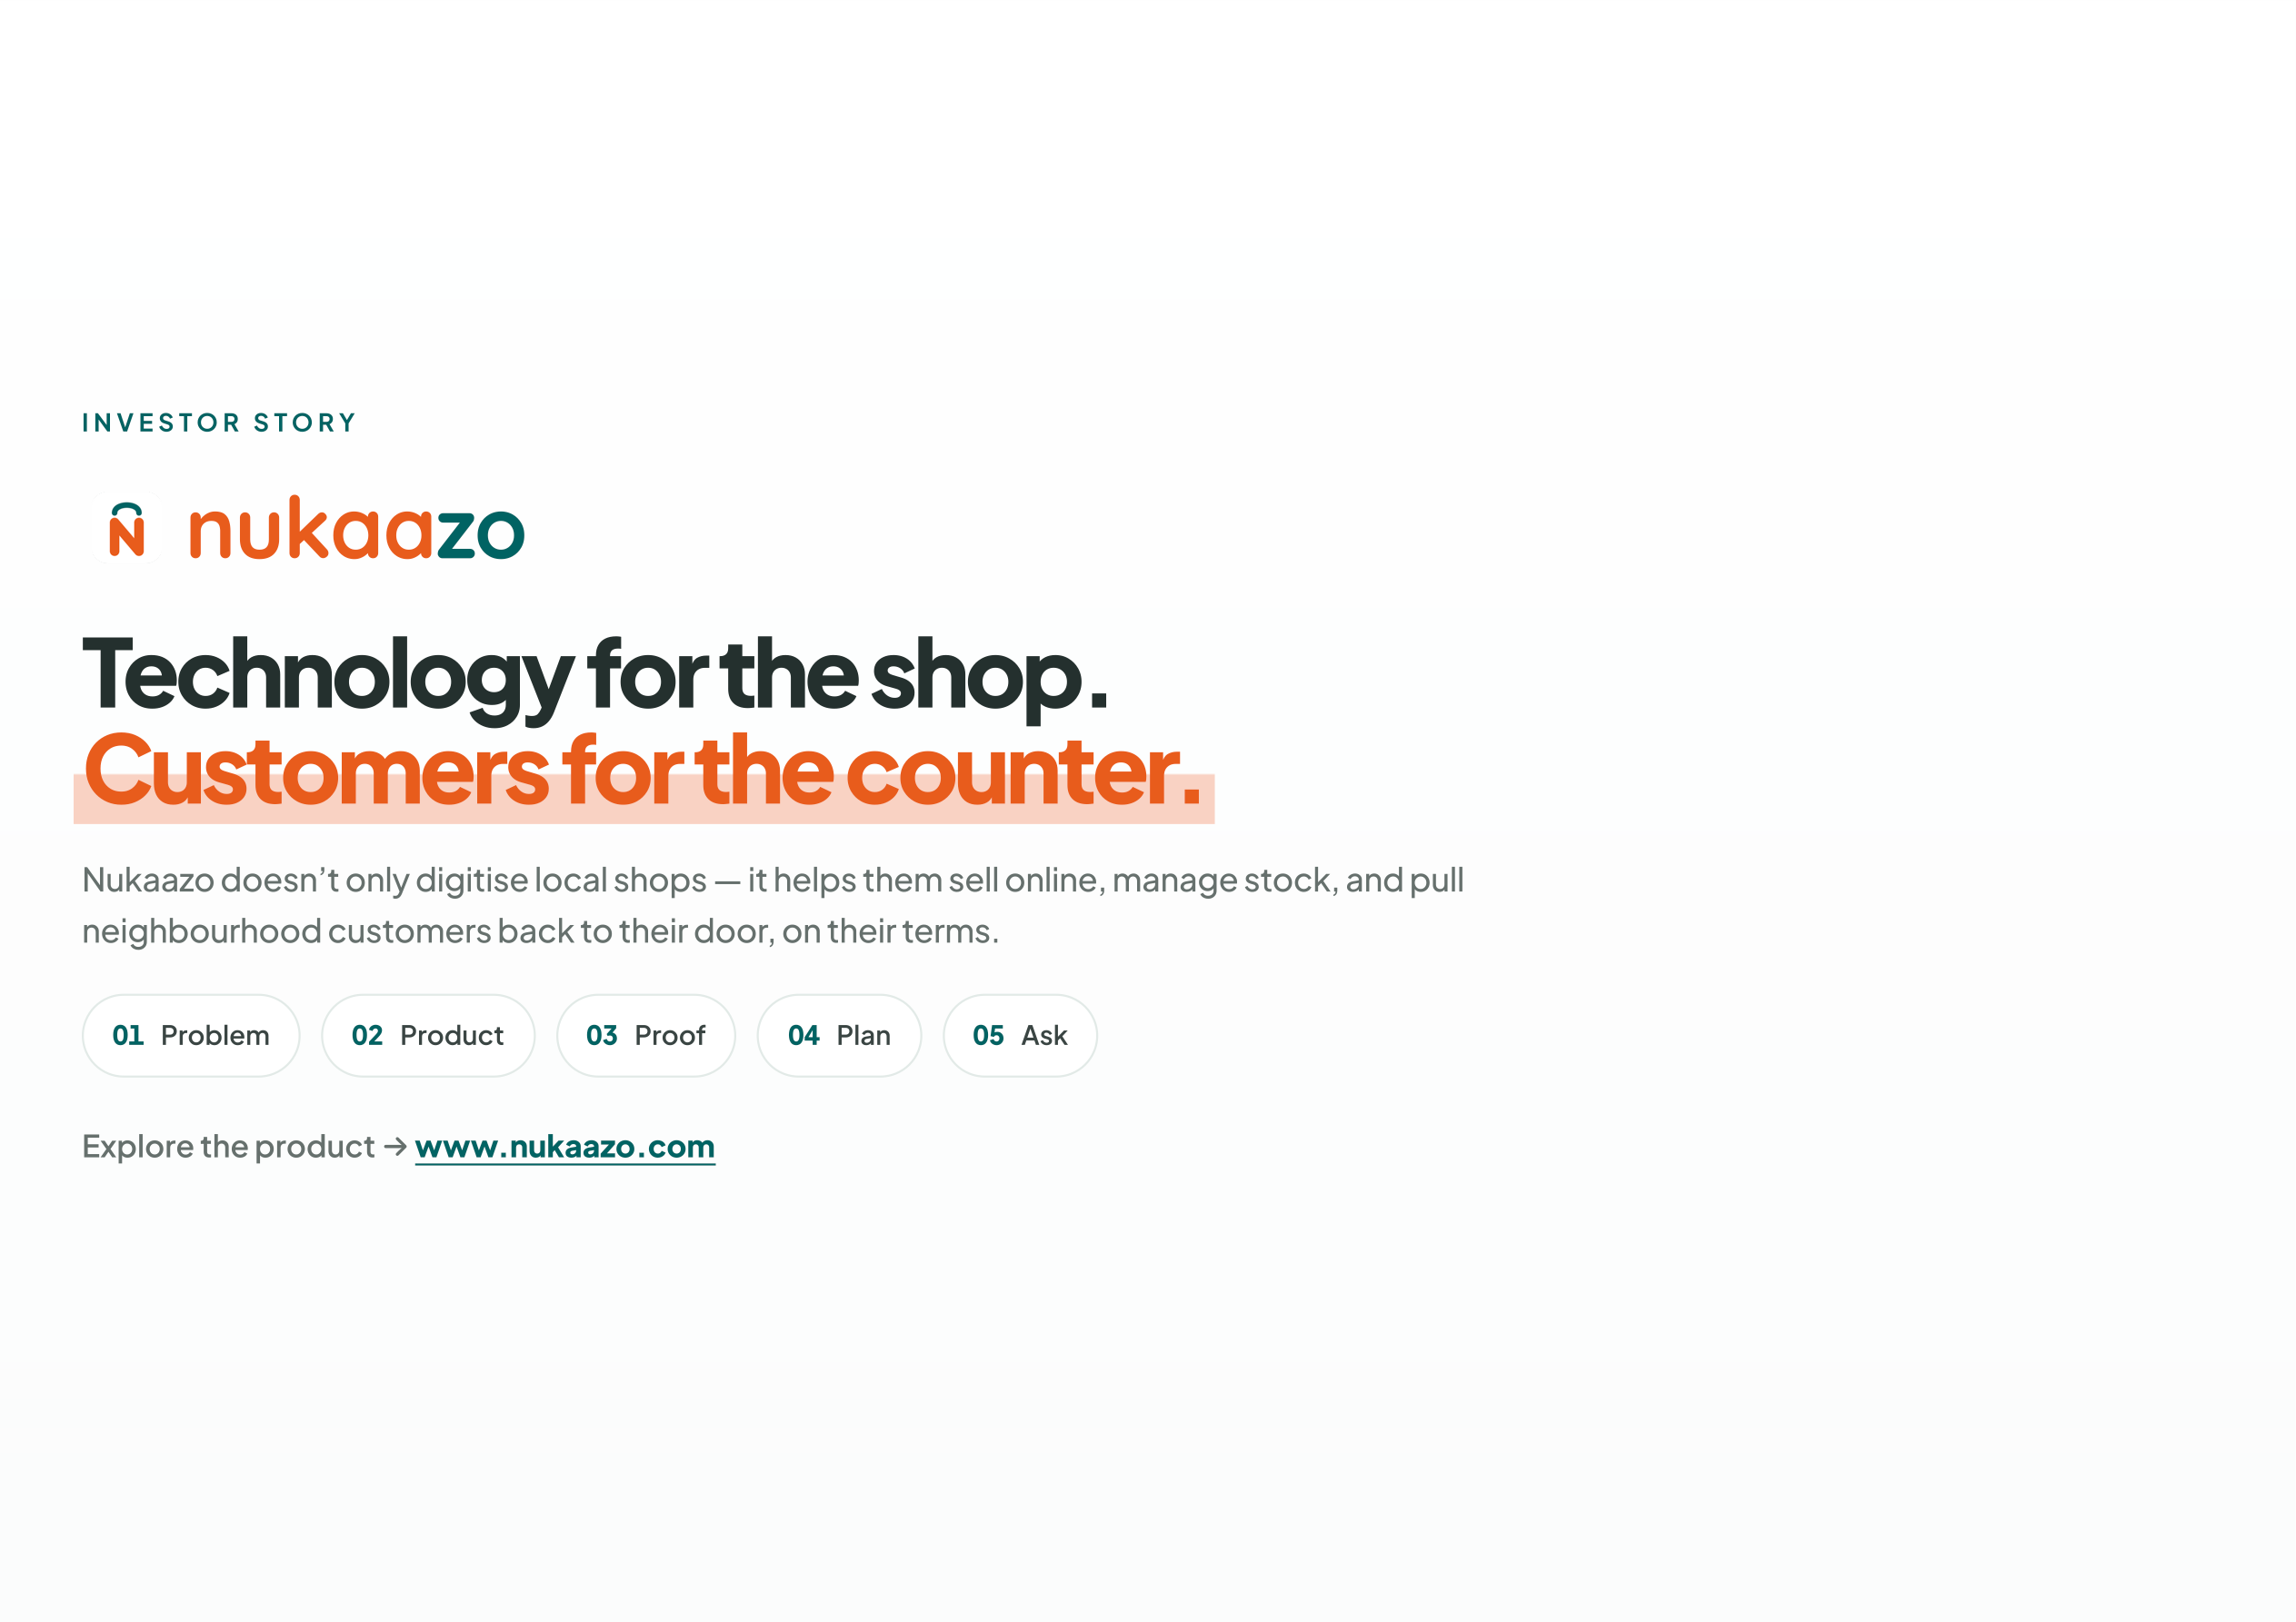 INVESTOR STORY
N nukaazo
Technology for the shop.
Customers for the counter.
Nukaazo doesn’t only digitise local shops — it helps them sell online, manage stock, and pull
neighbourhood customers back to their door, on their terms.
01 Problem 02 Product 03 Proof 04 Plan 05 Ask
Explore the product → www.nukaazo.com